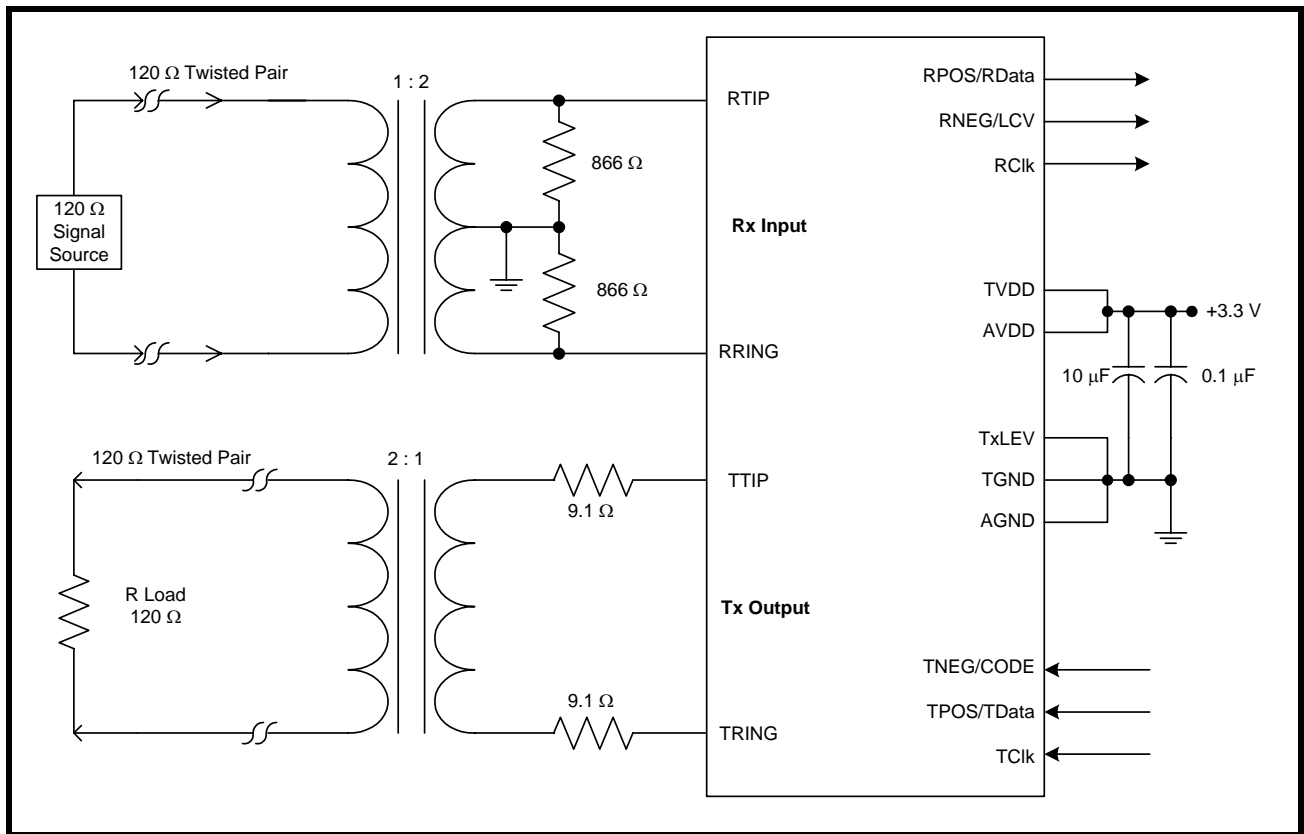 120 Ω Twisted Pair
1 : 2
120 Ω
Signal
Source
866 Ω
866 Ω
RTIP
Rx Input
RRING
RPOS/RData
RNEG/LCV
RClk
TVDD
AVDD
+3.3 V
10 μF
0.1 μF
TxLEV
TGND
AGND
120 Ω Twisted Pair
2 : 1
R Load
120 Ω
9.1 Ω
9.1 Ω
TTIP
Tx Output
TRING
TNEG/CODE
TPOS/TData
TClk